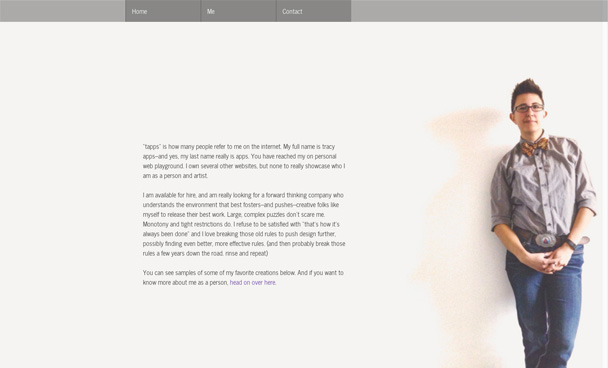 Home
Me
Contact
"tapps" is how many people refer to me on the internet. My full name is tracy
apps–and yes, my last name really is apps. You have reached my on personal
web playground. I own several other websites, but none to really showcase who I
am as a person and artist.
I am available for hire, and am really looking for a forward thinking company who
understands the environment that best fosters–and pushes–creative folks like
myself to release their best work. Large, complex puzzles don't scare me.
Monotony and tight restrictions do. I refuse to be satisfied with "that's how it's
always been done" and I love breaking those old rules to push design further,
possibly finding even better, more effective rules. (and then probably break those
rules a few years down the road. rinse and repeat)
You can see samples of some of my favorite creations below. And if you want to
know more about me as a person, head on over here.